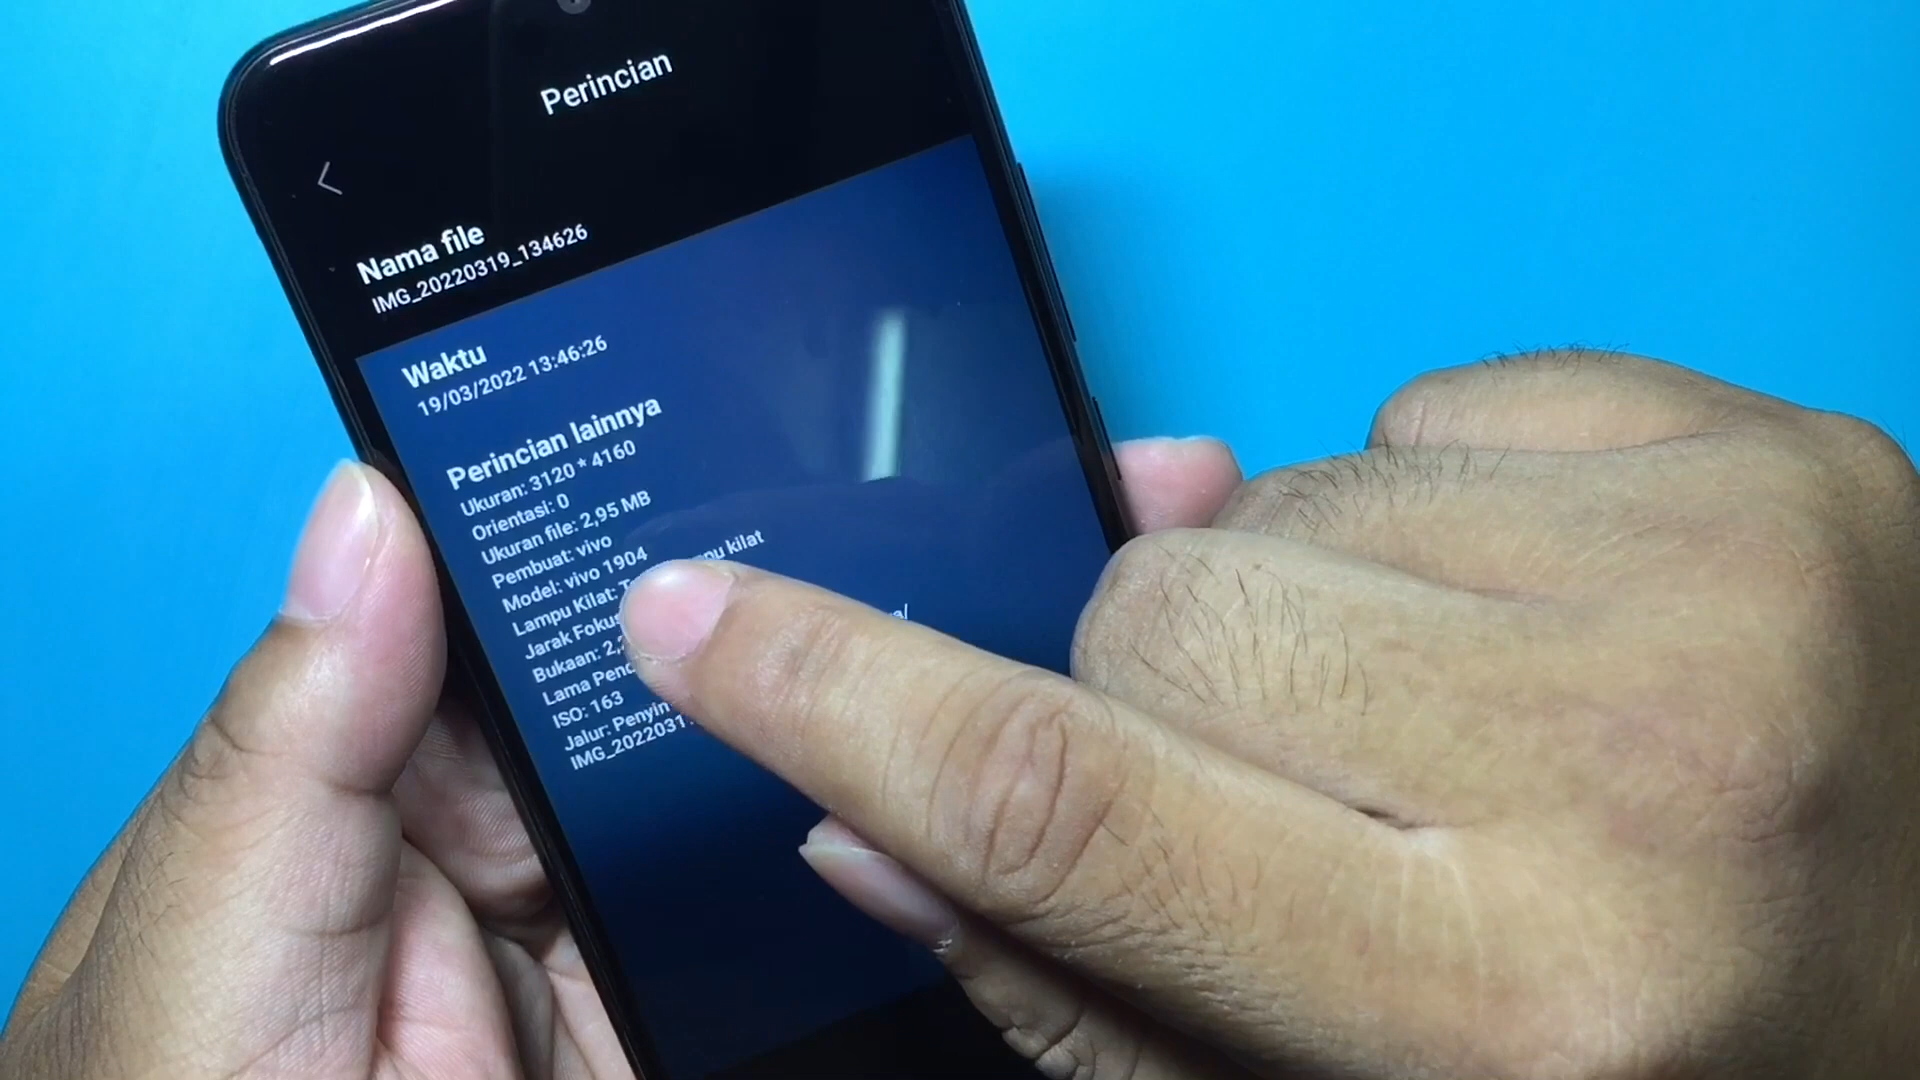 Perincian
Nama file
IMG_20220319_134626
Waktu
19/03/2022 13:46:26
Perincian lainnya
Ukuran: 3120 * 4160
Orientasi: 0
Ukuran file: 2,95 MB
Pembuat: vivo
Model: vivo 1904
Lampu Kilat: kilat
Jarak Fokus
Bukaan:
Lama
ISO: 163
Jalur: